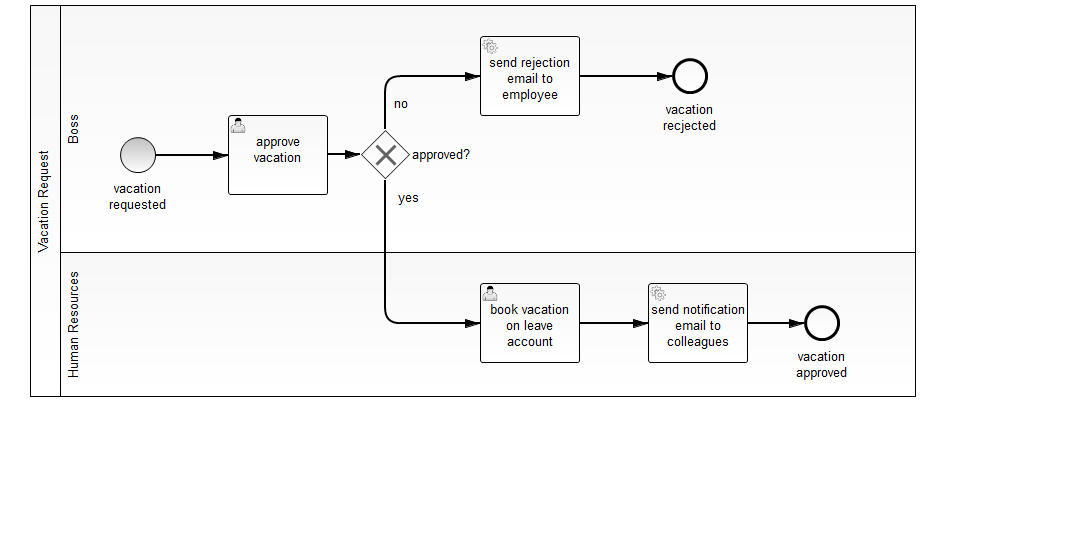 Vacation Request
Boss
vacation
requested
approve
vacation
approved?
no
send rejection
email to
employee
vacation
recjected
yes
Human Resources
book vacation
on leave
account
send notification
email to
colleagues
vacation
approved